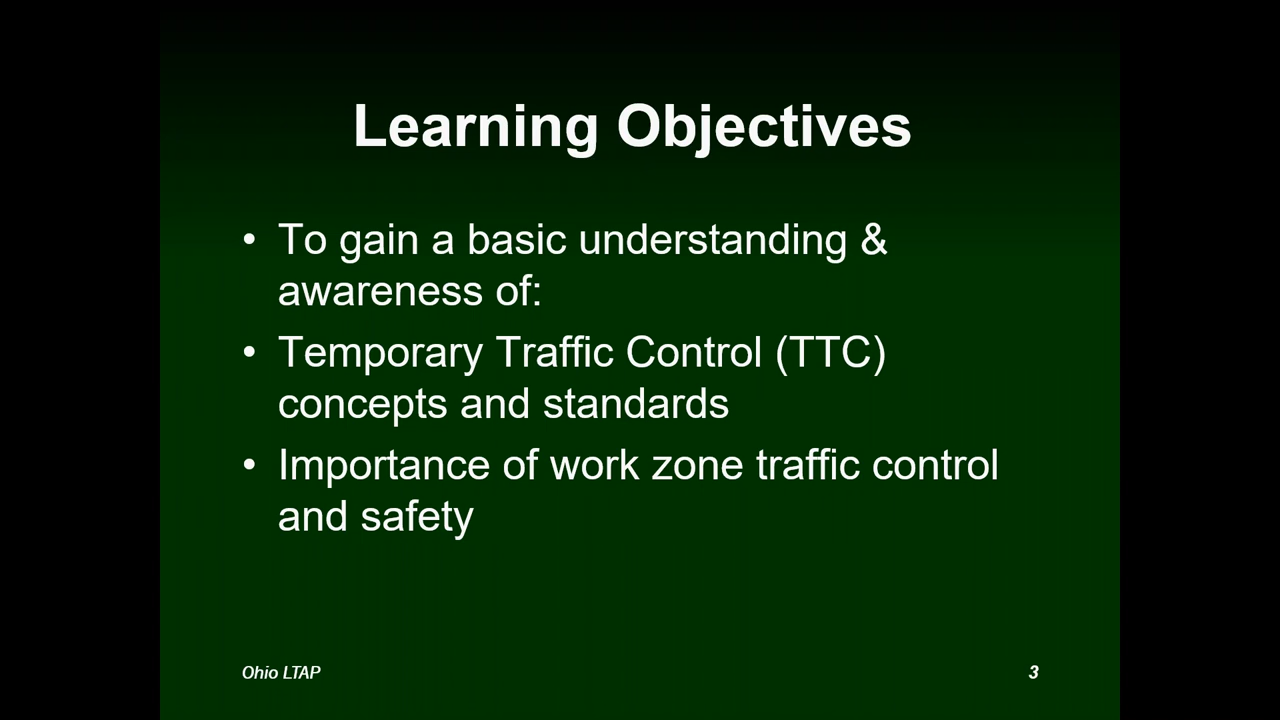 Learning Objectives
• To gain a basic understanding &
awareness of:
• Temporary Traffic Control (TTC)
concepts and standards
• Importance of work zone traffic control
and safety
Ohio LTAP
3